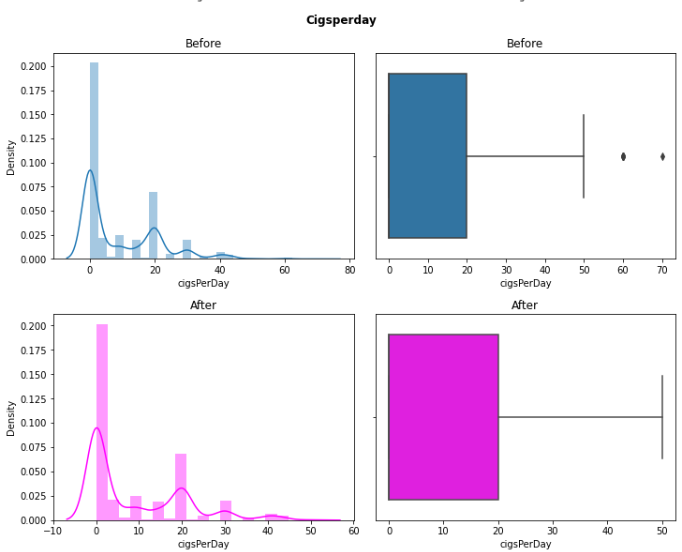 Cigsperday
Before
Before
0.200
0.175
0.150
0.125
0.100
0.075
0.050
0.025
0.000
Density
0 20 40 60 80
cigsPerDay
0 10 20 30 40 50 60 70
cigsPerDay
After
After
0.200
0.175
0.150
0.125
0.100
0.075
0.050
0.025
0.000
Density
−10 0 10 20 30 40 50 60
cigsPerDay
0 10 20 30 40 50
cigsPerDay